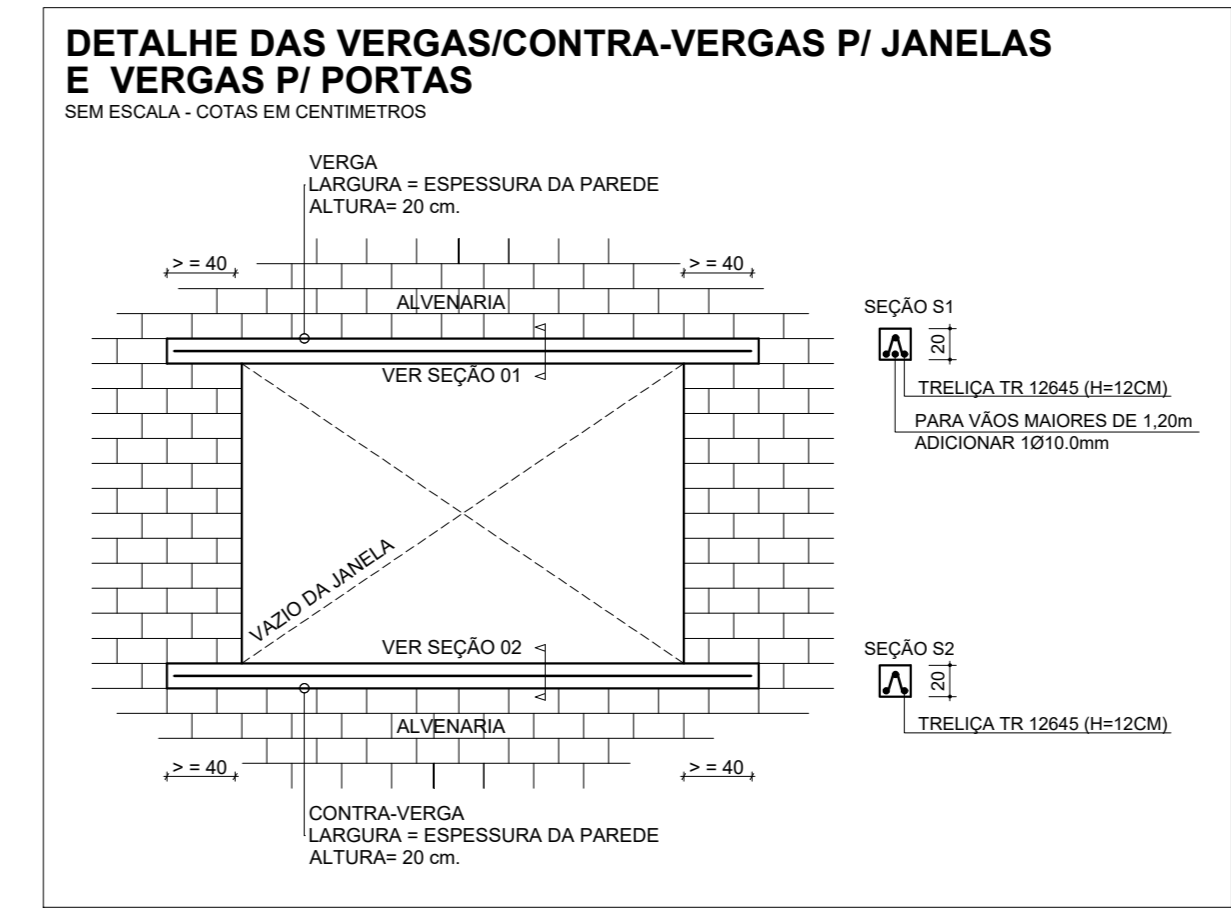 DETALHE DAS VERGAS/CONTRA-VERGAS P/ JANELAS
E VERGAS P/ PORTAS
SEM ESCALA - COTAS EM CENTIMETROS
VERGA
LARGURA = ESPESSURA DA PAREDE
ALTURA= 20 cm.
> = 40
> = 40
ALVENARIA
VER SEÇÃO 01
SEÇÃO S1
20
TRELIÇA TR 12645 (H=12CM)
PARA VÃOS MAIORES DE 1,20m
ADICIONAR 1Ø10.0mm
VAZIO DA JANELA
VER SEÇÃO 02
SEÇÃO S2
20
TRELIÇA TR 12645 (H=12CM)
ALVENARIA
> = 40
> = 40
CONTRA-VERGA
LARGURA = ESPESSURA DA PAREDE
ALTURA= 20 cm.